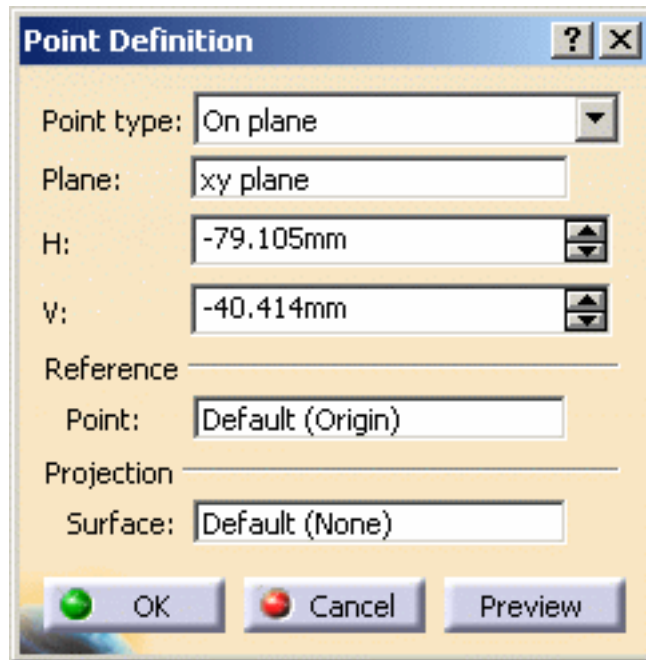 Point Definition ? X
Point type: On plane
Plane: xy plane
H: -79.105mm
V: -40.414mm
Reference
Point: Default (Origin)
Projection
Surface: Default (None)
OK Cancel Preview